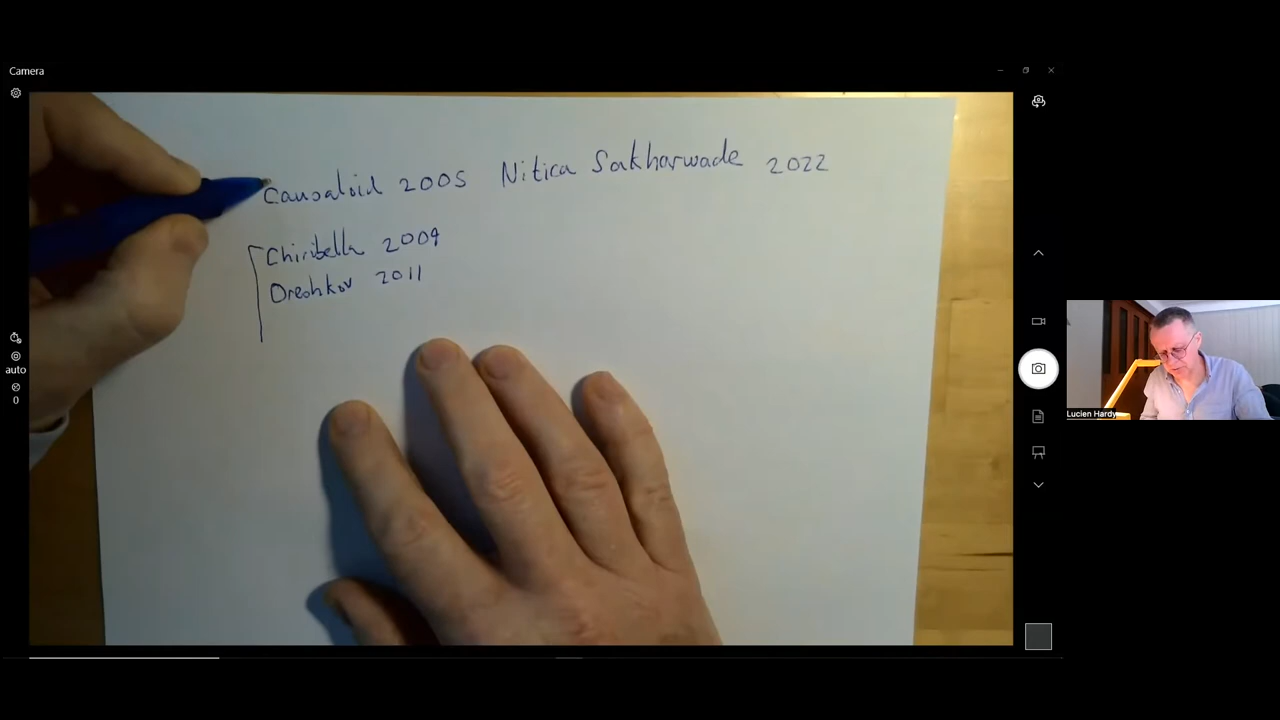 Camera
Causaloid 2005 Nitica Sakharwade 2022
Chiribella 2009
Oreshkov 2011
auto
0
Lucien Hardy